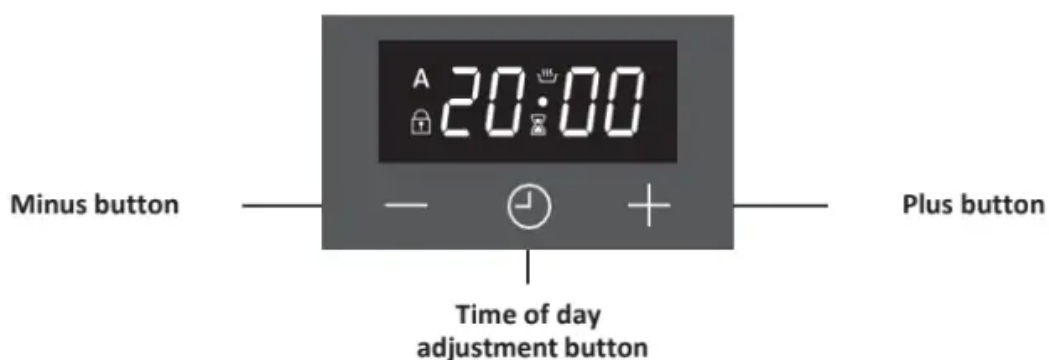 A
20:00
Minus button
Plus button
Time of day
adjustment button